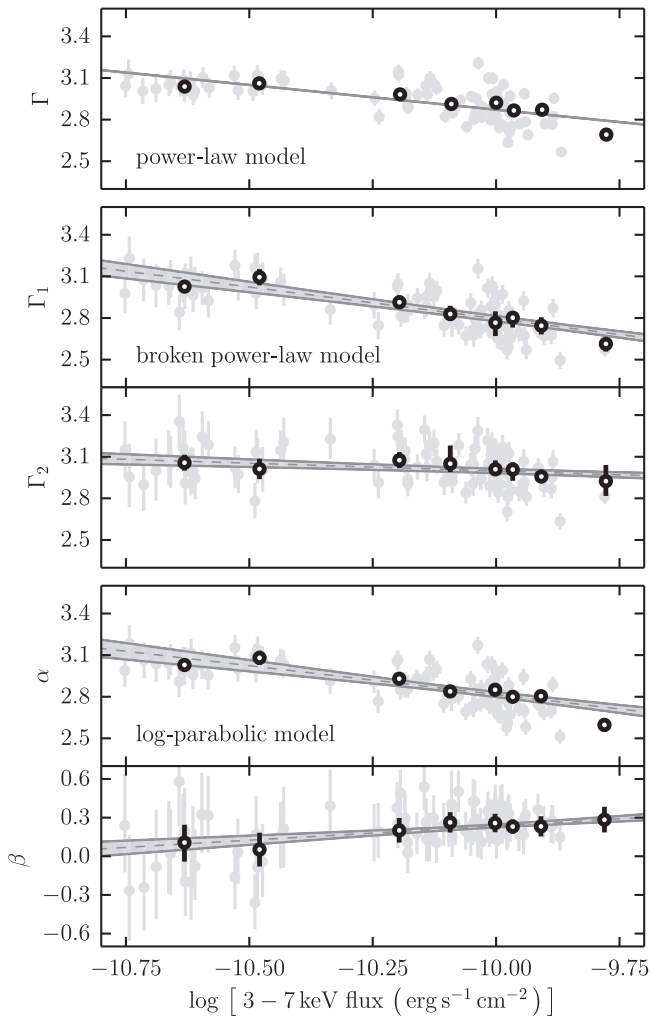 3.4
3.1
2.8
2.5
Γ
power-law model
3.4
3.1
2.8
2.5
Γ₁
broken power-law model
3.4
3.1
2.8
2.5
Γ₂
3.4
3.1
2.8
2.5
α
log-parabolic model
0.6
0.3
0.0
−0.3
−0.6
β
−10.75 −10.50 −10.25 −10.00 −9.75
log [ 3 − 7 keV flux ( erg s⁻¹ cm⁻² ) ]